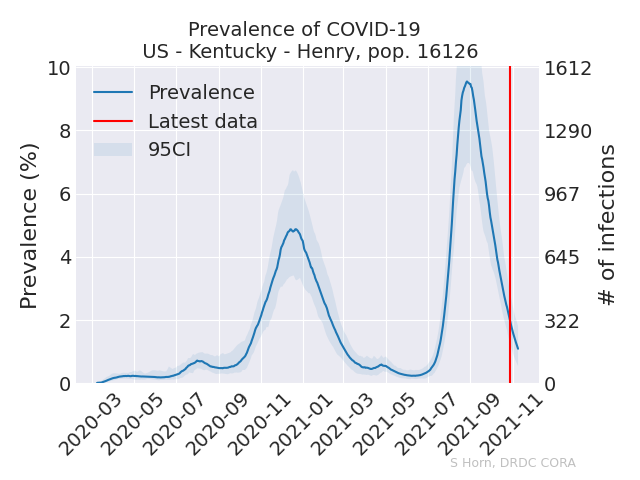 Prevalence of COVID-19
US - Kentucky - Henry, pop. 16126
Prevalence
Latest data
95CI
Prevalence (%)
10
8
6
4
2
0
1612
1290
967
645
322
0
# of infections
2020-03
2020-05
2020-07
2020-09
2020-11
2021-01
2021-03
2021-05
2021-07
2021-09
2021-11
S Horn, DRDC CORA